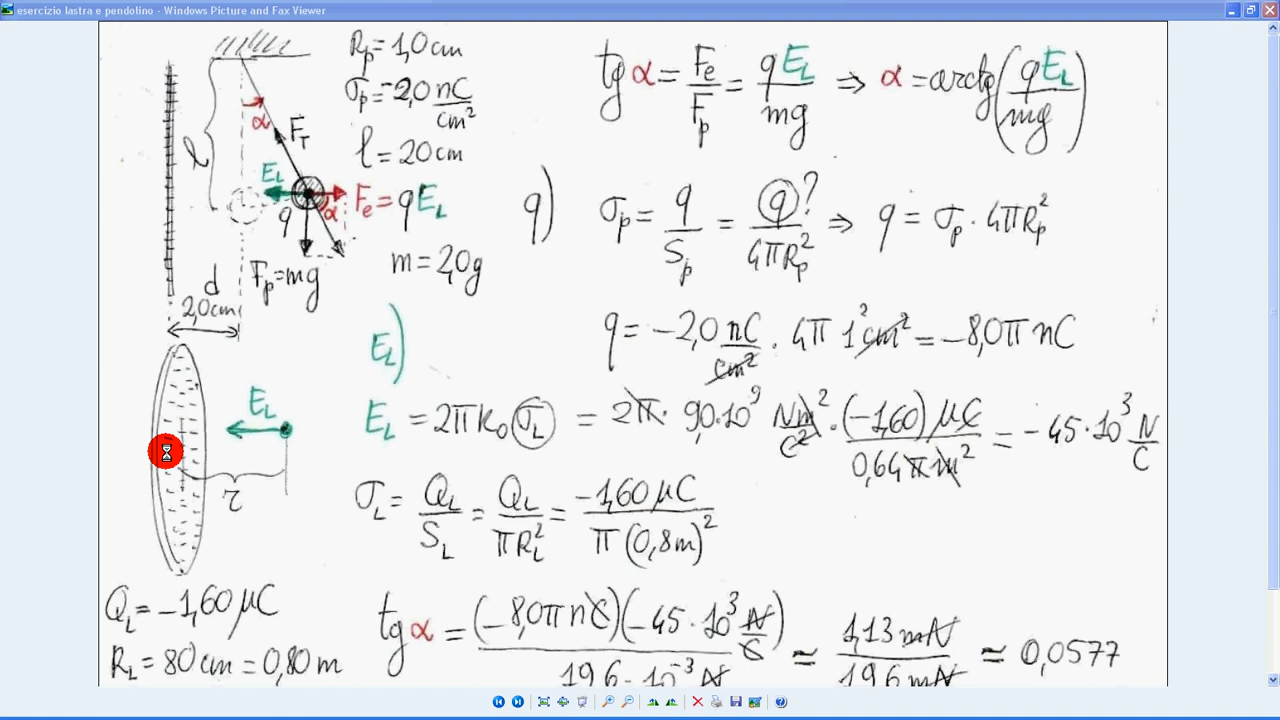 esercizio lastra e pendolino - Windows Picture and Fax Viewer
Rp = 1,0 cm
σp = -2,0 nC/cm²
l = 20 cm
Fe = qEL
m = 2,0 g
l
α
FT
EL
q
α
Fp = mg
d
2,0 cm
tg α = Fe/Fp = qEL/mg ⇒ α = arctg(qEL/mg)
q) σp = q/Sp = q?/4πRp² ⇒ q = σp · 4πRp²
q = -2,0 nC/cm² · 4π 1² cm² = -8,0π nC
EL)
EL = 2πk₀ σL = 2π · 9,0·10⁹ Nm²/C² · (-1,60) μC/0,64 π m² = -45·10³ N/C
EL
r
σL = QL/SL = QL/πRL² = -1,60 μC/π(0,8m)²
QL = -1,60 μC
RL = 80 cm = 0,80 m
tg α = (-8,0π nC)(-45·10³ N/C)/19,6·10⁻³ N ≃ 1,13 mN/19,6 mN ≃ 0,0577